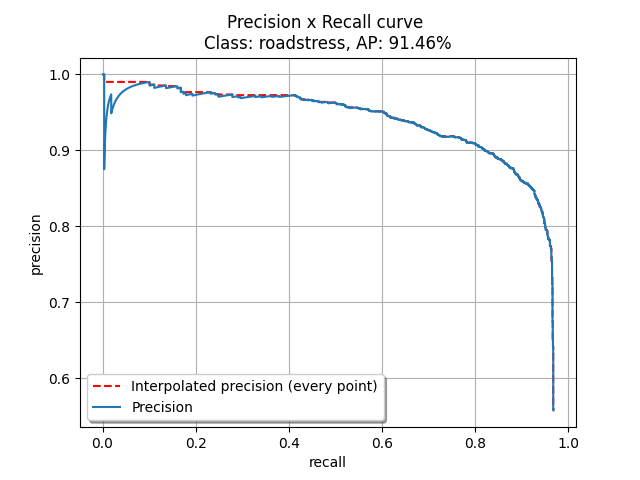 Precision x Recall curve
Class: roadstress, AP: 91.46%
1.0
0.9
0.8
0.7
0.6
precision
Interpolated precision (every point)
Precision
0.0 0.2 0.4 0.6 0.8 1.0
recall